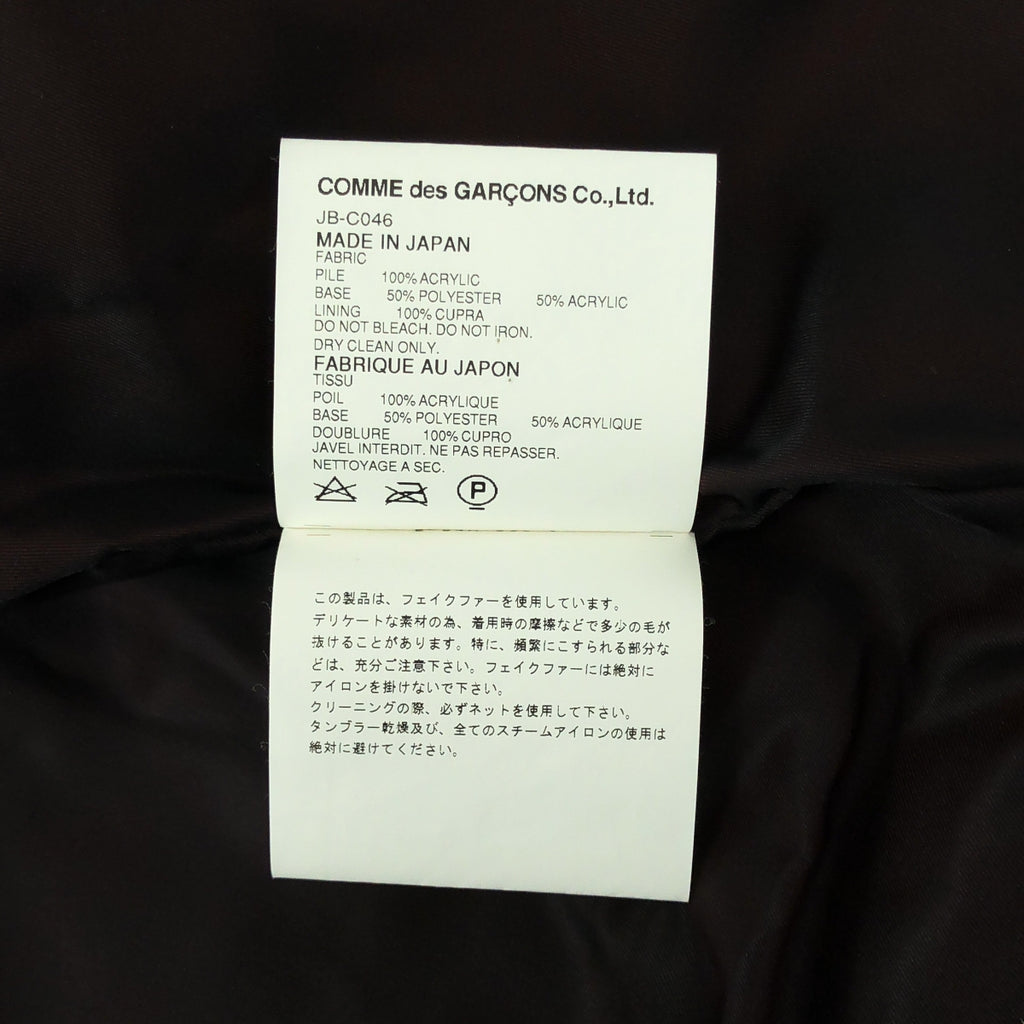 COMME des GARÇONS Co.,Ltd.
JB-C046
MADE IN JAPAN
FABRIC
PILE 100% ACRYLIC
BASE 50% POLYESTER 50% ACRYLIC
LINING 100% CUPRA
DO NOT BLEACH. DO NOT IRON.
DRY CLEAN ONLY.
FABRIQUE AU JAPON
TISSU
POIL 100% ACRYLIQUE
BASE 50% POLYESTER 50% ACRYLIQUE
DOUBLURE 100% CUPRO
JAVEL INTERDIT. NE PAS REPASSER.
NETTOYAGE A SEC.
P
この製品は、フェイクファーを使用しています。
デリケートな素材の為、着用時の摩擦などで多少の毛が
抜けることがあります。特に、頻繁にこすられる部分な
どは、充分ご注意下さい。フェイクファーには絶対に
アイロンを掛けないで下さい。
クリーニングの際、必ずネットを使用して下さい。
タンブラー乾燥及び、全てのスチームアイロンの使用は
絶対に避けてください。